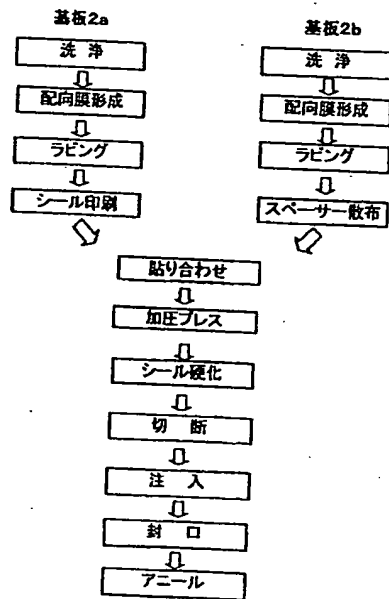 基板2a
洗 浄
配向膜形成
ラビング
シール印刷
基板2b
洗 浄
配向膜形成
ラビング
スペーサー散布
貼り合わせ
加圧プレス
シール硬化
切 断
注 入
封 口
アニール